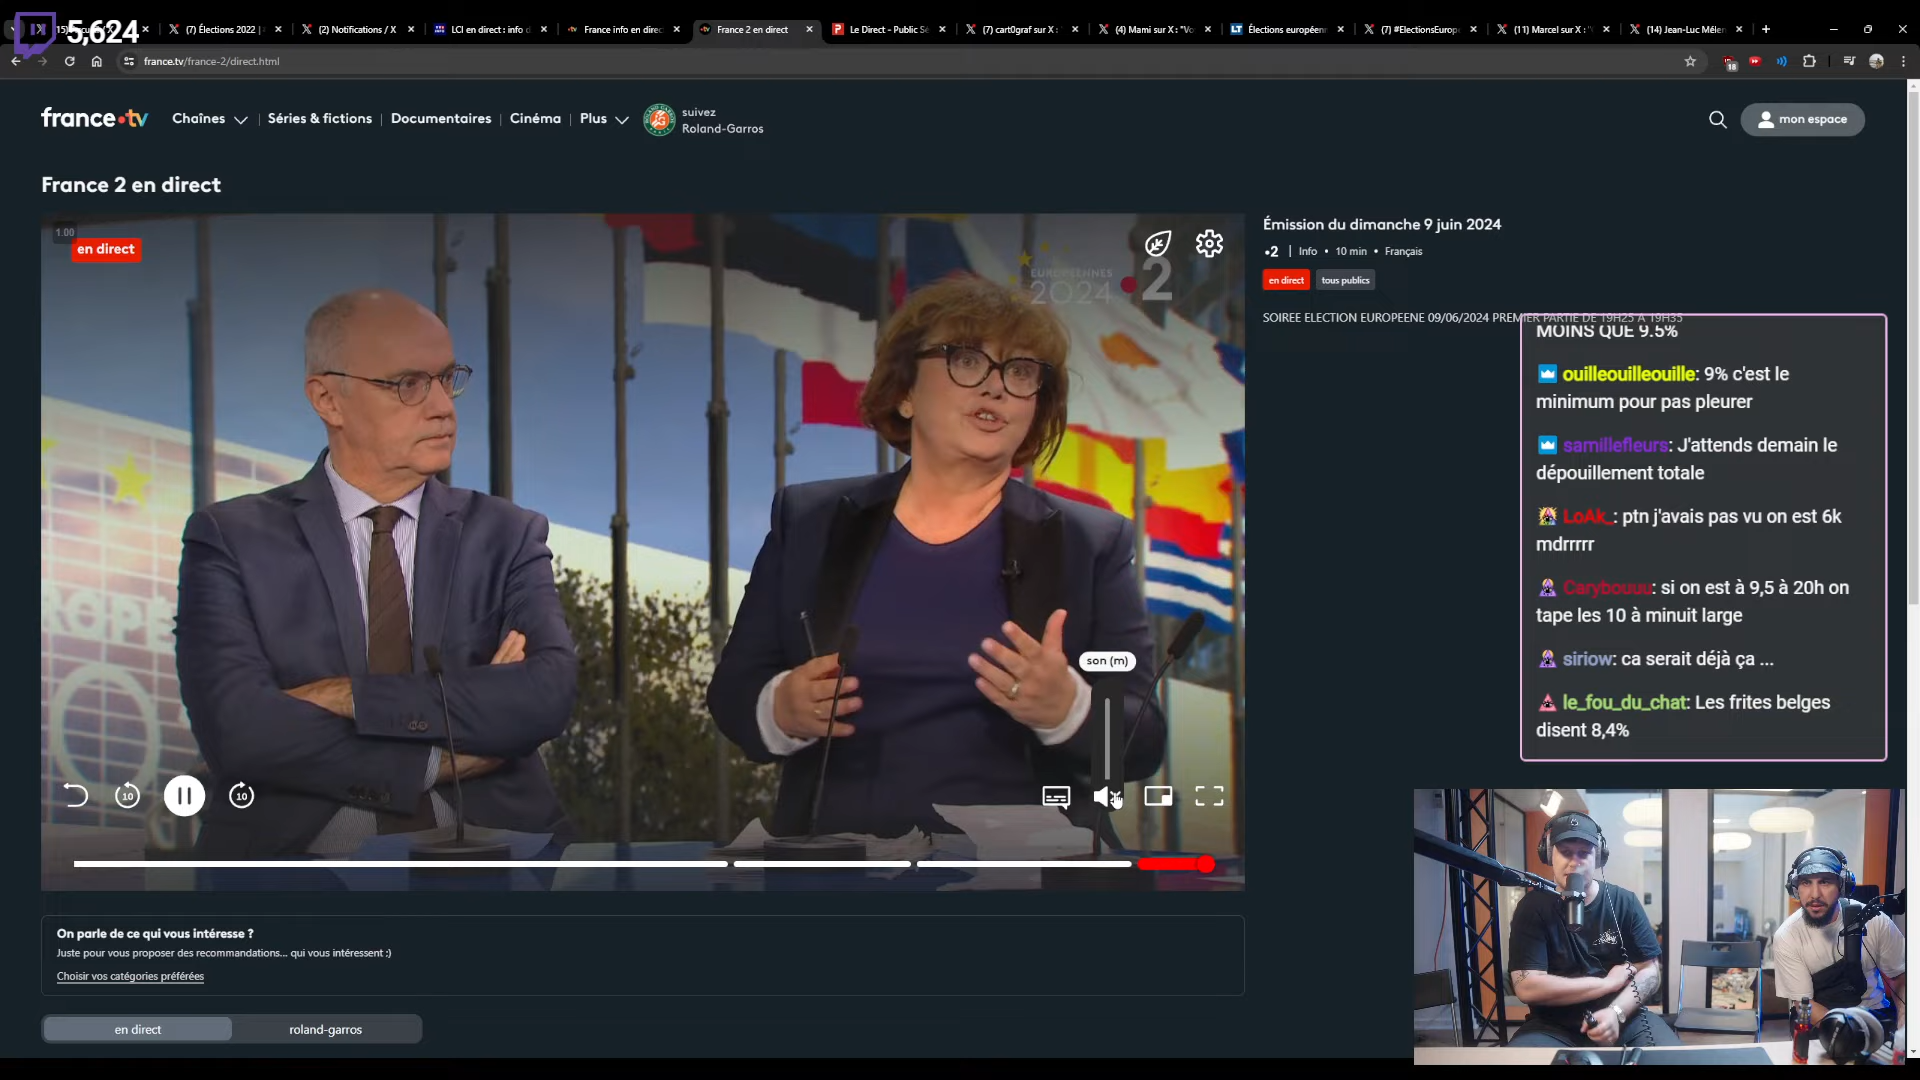 5,624
(7) Élections 2022 |
(2) Notifications / X
LCI en direct : info d
France info en direc
France 2 en direct
Le Direct - Public Sé
(7) cart0graf sur X :
(4) Mami sur X : "Vo
Élections européenn
(7) #ElectionsEurop
(11) Marcel sur X : "
(14) Jean-Luc Mélen
france.tv/france-2/direct.html
18
france•tv
Chaînes
Séries & fictions
Documentaires
Cinéma
Plus
suivez
Roland-Garros
mon espace
France 2 en direct
1.00
en direct
EUROPÉENNES
2024
2
son (m)
10
10
Émission du dimanche 9 juin 2024
•2 | Info • 10 min • Français
en direct
tous publics
SOIREE ELECTION EUROPEENE 09/06/2024 PREMIER PARTIE DE 19H25 A 19H35
MOINS QUE 9.5%
ouilleouilleouille: 9% c'est le
minimum pour pas pleurer
samillefleurs: J'attends demain le
dépouillement totale
LoAk_: ptn j'avais pas vu on est 6k
mdrrrrr
Carybouuu: si on est à 9,5 à 20h on
tape les 10 à minuit large
siriow: ca serait déjà ça ...
le_fou_du_chat: Les frites belges
disent 8,4%
On parle de ce qui vous intéresse ?
Juste pour vous proposer des recommandations... qui vous intéressent :)
Choisir vos catégories préférées
en direct
roland-garros